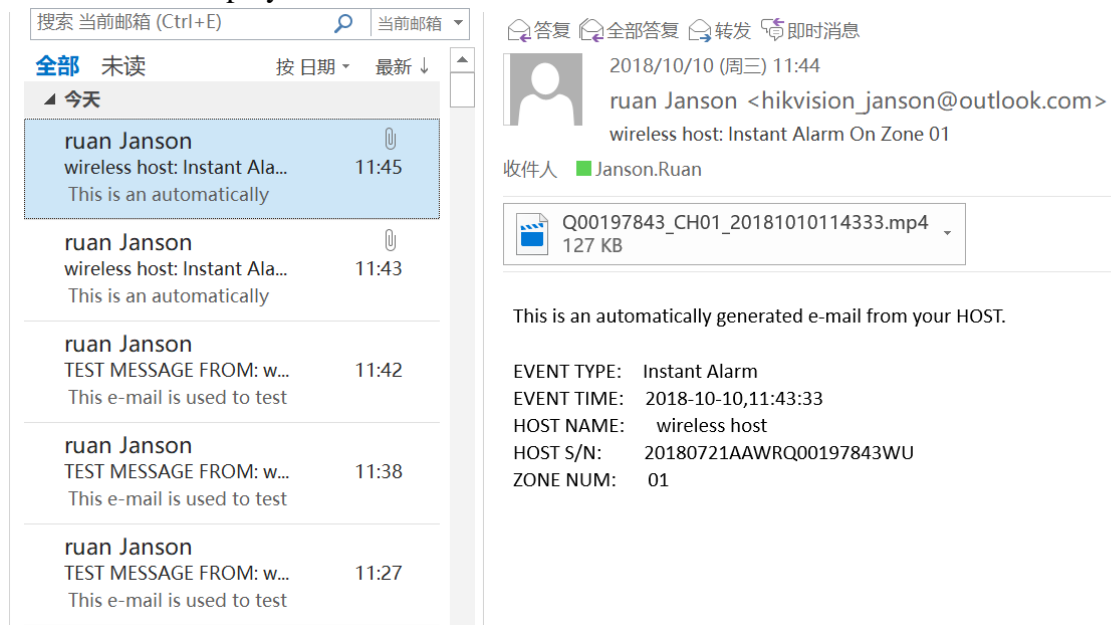 搜索 当前邮箱 (Ctrl+E)
当前邮箱
全部 未读 按 日期 最新 ↓
今天
ruan Janson
wireless host: Instant Ala... 11:45
This is an automatically
ruan Janson
wireless host: Instant Ala... 11:43
This is an automatically
ruan Janson
TEST MESSAGE FROM: w... 11:42
This e-mail is used to test
ruan Janson
TEST MESSAGE FROM: w... 11:38
This e-mail is used to test
ruan Janson
TEST MESSAGE FROM: w... 11:27
This e-mail is used to test
答复 全部答复 转发 即时消息
2018/10/10 (周三) 11:44
ruan Janson <hikvision_janson@outlook.com>
wireless host: Instant Alarm On Zone 01
收件人 Janson.Ruan
Q00197843_CH01_20181010114333.mp4
127 KB
This is an automatically generated e-mail from your HOST.
EVENT TYPE: Instant Alarm
EVENT TIME: 2018-10-10,11:43:33
HOST NAME: wireless host
HOST S/N: 20180721AAWRQ00197843WU
ZONE NUM: 01